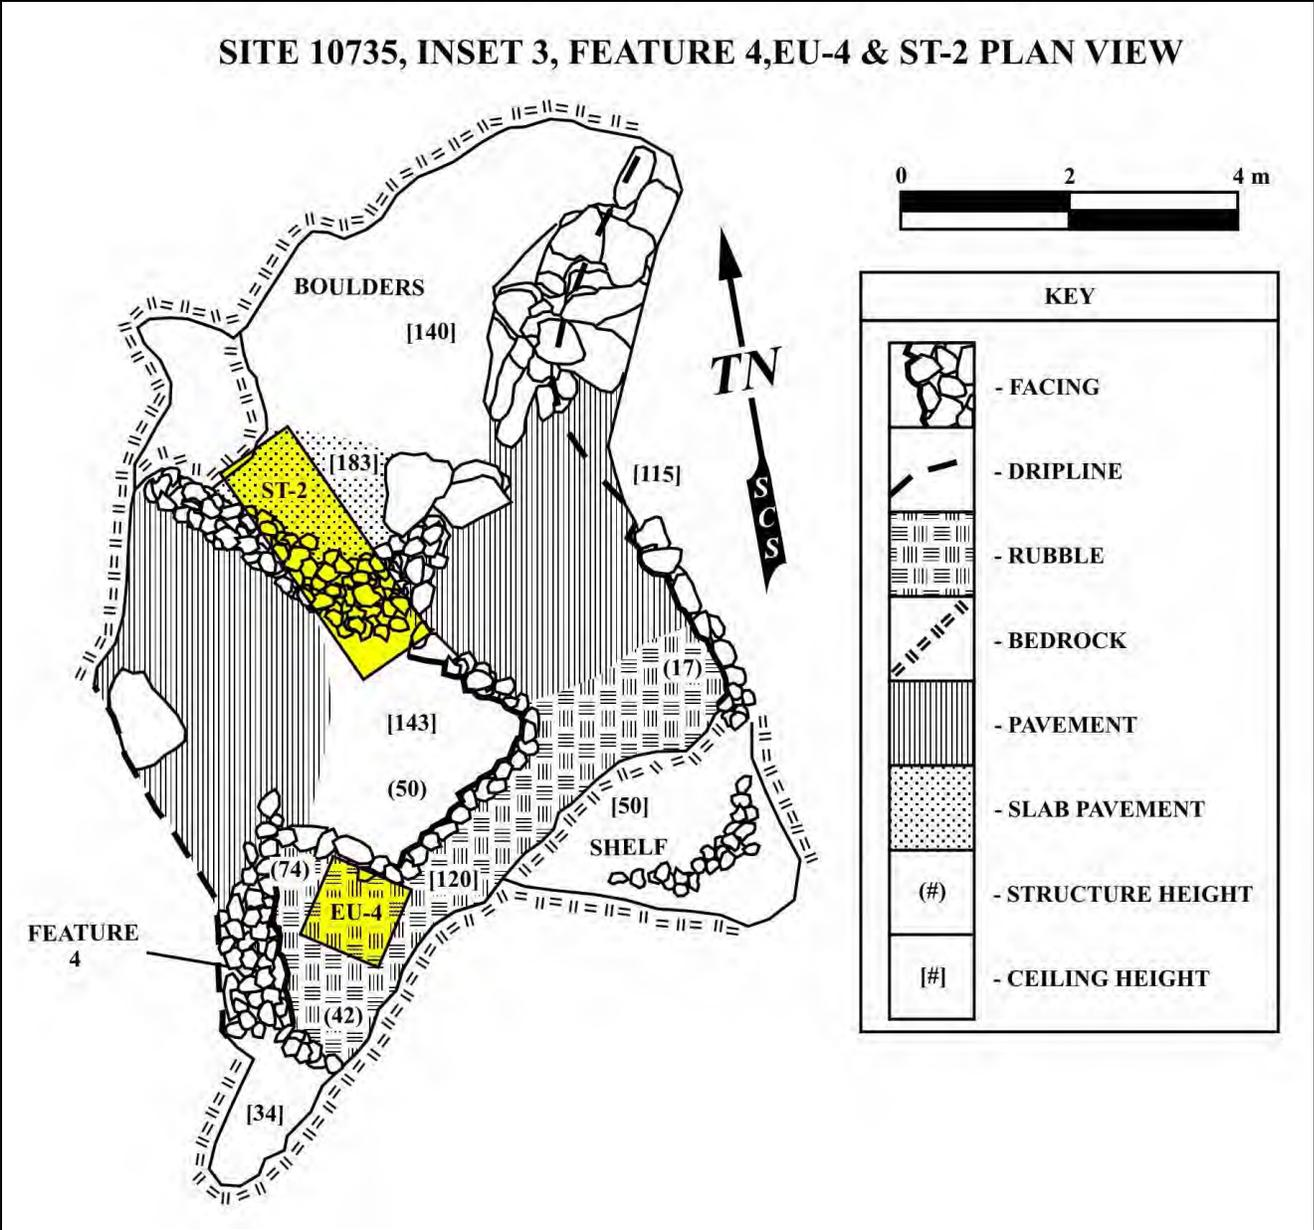 SITE 10735, INSET 3, FEATURE 4,EU-4 & ST-2 PLAN VIEW
0 2 4 m
TN
SCS
BOULDERS
[140]
[183]
ST-2
[115]
(17)
[143]
(50)
[50]
SHELF
(74)
[120]
EU-4
FEATURE
4
(42)
[34]
KEY
- FACING
- DRIPLINE
- RUBBLE
- BEDROCK
- PAVEMENT
- SLAB PAVEMENT
(#) - STRUCTURE HEIGHT
[#] - CEILING HEIGHT